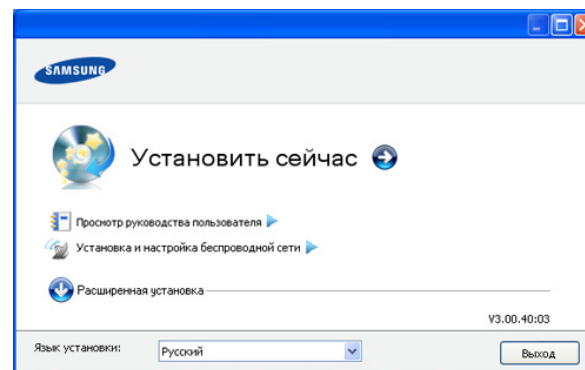 SAMSUNG
Установить сейчас
Просмотр руководства пользователя
Установка и настройка беспроводной сети
Расширенная установка
V3.00.40:03
Язык установки: Русский Выход